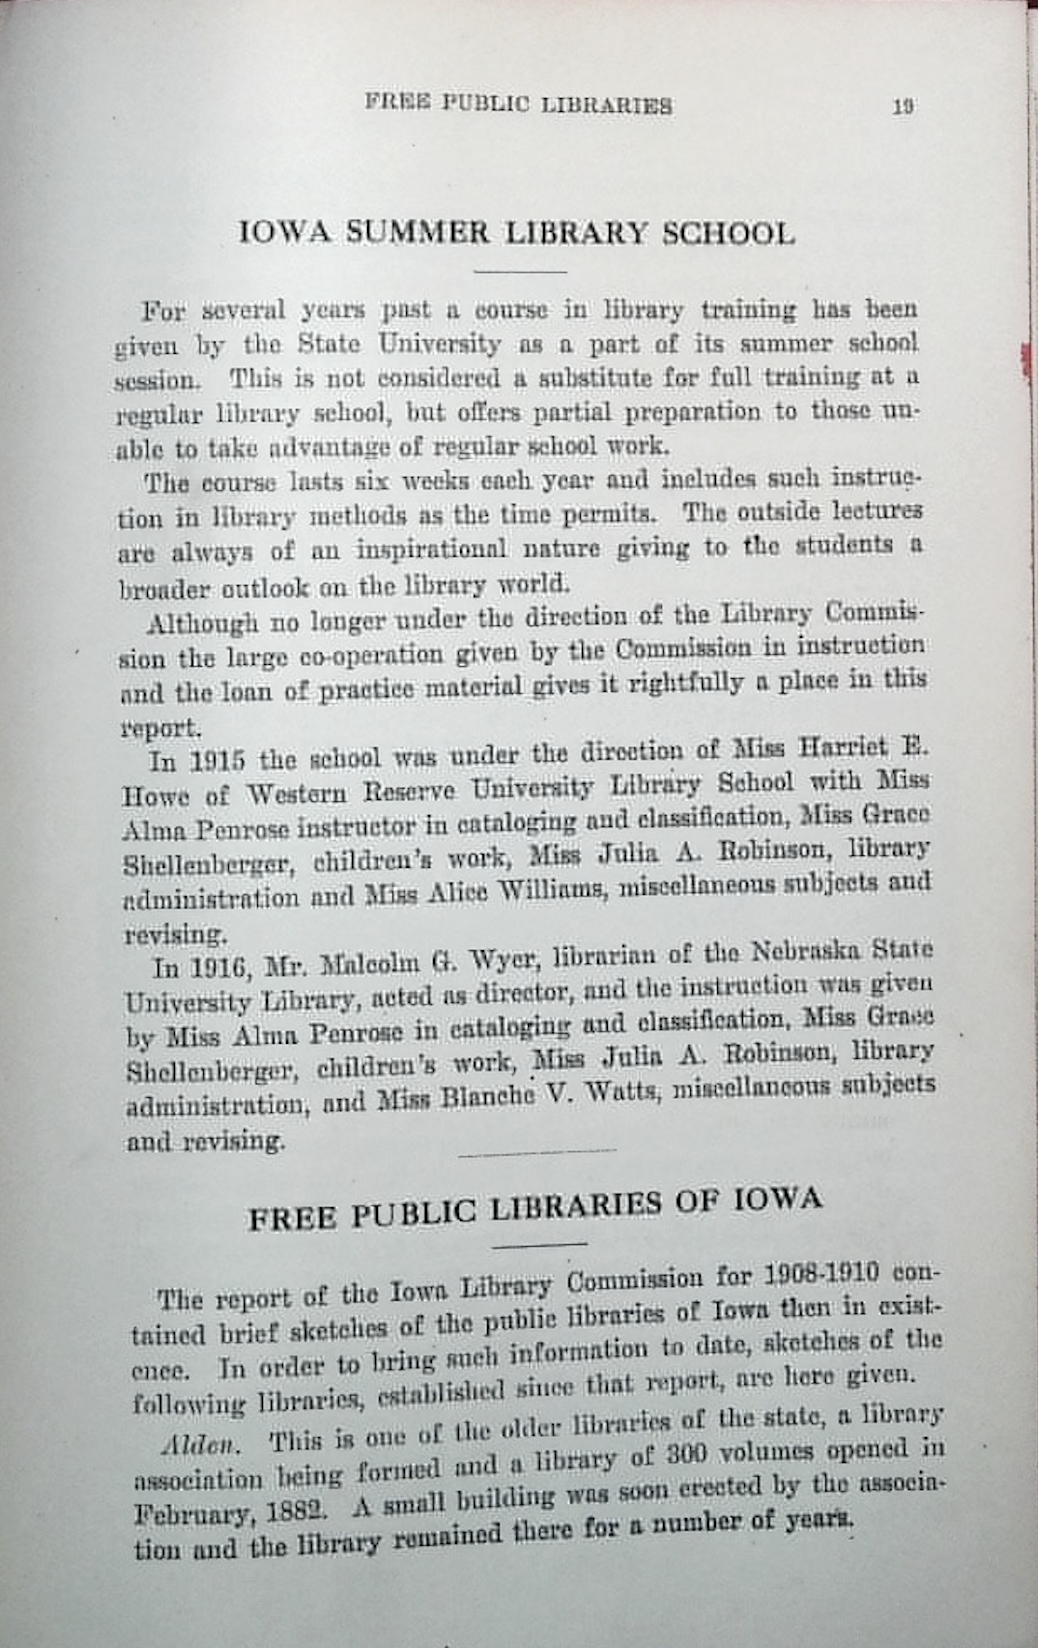 FREE PUBLIC LIBRARIES 19
IOWA SUMMER LIBRARY SCHOOL
For several years past a course in library training has been
given by the State University as a part of its summer school
session. This is not considered a substitute for full training at a
regular library school, but offers partial preparation to those un-
able to take advantage of regular school work.
The course lasts six weeks each year and includes such instruc-
tion in library methods as the time permits. The outside lectures
are always of an inspirational nature giving to the students a
broader outlook on the library world.
Although no longer under the direction of the Library Commis-
sion the large co-operation given by the Commission in instruction
and the loan of practice material gives it rightfully a place in this
report.
In 1915 the school was under the direction of Miss Harriet E.
Howe of Western Reserve University Library School with Miss
Alma Penrose instructor in cataloging and classification, Miss Grace
Shellenberger, children's work, Miss Julia A. Robinson, library
administration and Miss Alice Williams, miscellaneous subjects and
revising.
In 1916, Mr. Malcolm G. Wyer, librarian of the Nebraska State
University Library, acted as director, and the instruction was given
by Miss Alma Penrose in cataloging and classification, Miss Grace
Shellenberger, children's work, Miss Julia A. Robinson, library
administration, and Miss Blanche V. Watts, miscellaneous subjects
and revising.
FREE PUBLIC LIBRARIES OF IOWA
The report of the Iowa Library Commission for 1908-1910 con-
tained brief sketches of the public libraries of Iowa then in exist-
ence. In order to bring such information to date, sketches of the
following libraries, established since that report, are here given.
Alden. This is one of the older libraries of the state, a library
association being formed and a library of 300 volumes opened in
February, 1882. A small building was soon erected by the associa-
tion and the library remained there for a number of years.